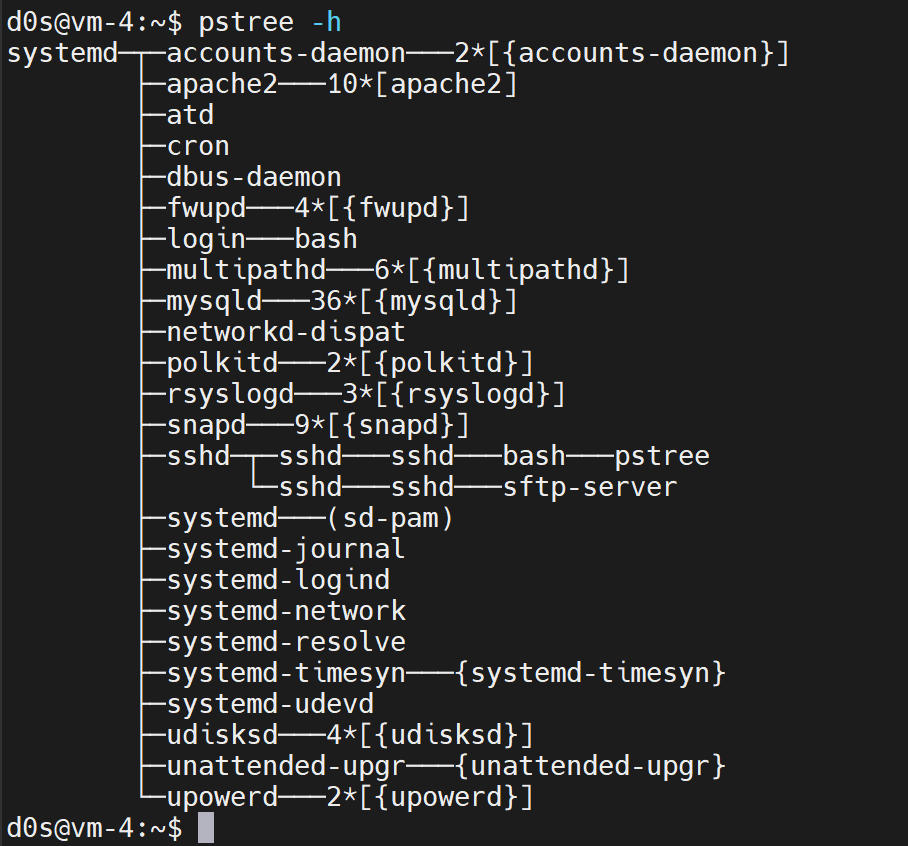 d0s@vm-4:~$ pstree -h
systemd─┬─accounts-daemon───2*[{accounts-daemon}]
        ├─apache2───10*[apache2]
        ├─atd
        ├─cron
        ├─dbus-daemon
        ├─fwupd───4*[{fwupd}]
        ├─login───bash
        ├─multipathd───6*[{multipathd}]
        ├─mysqld───36*[{mysqld}]
        ├─networkd-dispat
        ├─polkitd───2*[{polkitd}]
        ├─rsyslogd───3*[{rsyslogd}]
        ├─snapd───9*[{snapd}]
        ├─sshd─┬─sshd───sshd───bash───pstree
        │      └─sshd───sshd───sftp-server
        ├─systemd───(sd-pam)
        ├─systemd-journal
        ├─systemd-logind
        ├─systemd-network
        ├─systemd-resolve
        ├─systemd-timesyn───{systemd-timesyn}
        ├─systemd-udevd
        ├─udisksd───4*[{udisksd}]
        ├─unattended-upgr───{unattended-upgr}
        └─upowerd───2*[{upowerd}]
d0s@vm-4:~$